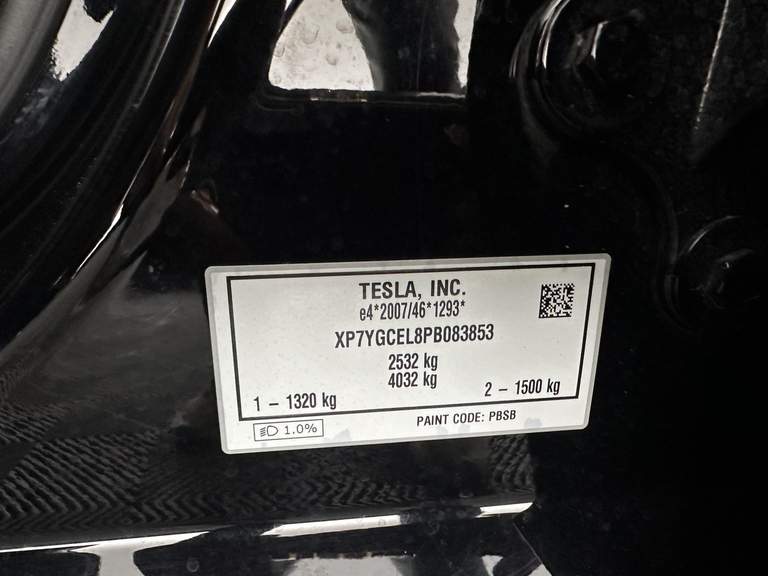 TESLA, INC.
e4*2007/46*1293*
XP7YGCEL8PB083853
2532 kg
4032 kg
1 – 1320 kg
2 – 1500 kg
1.0%
PAINT CODE: PBSB